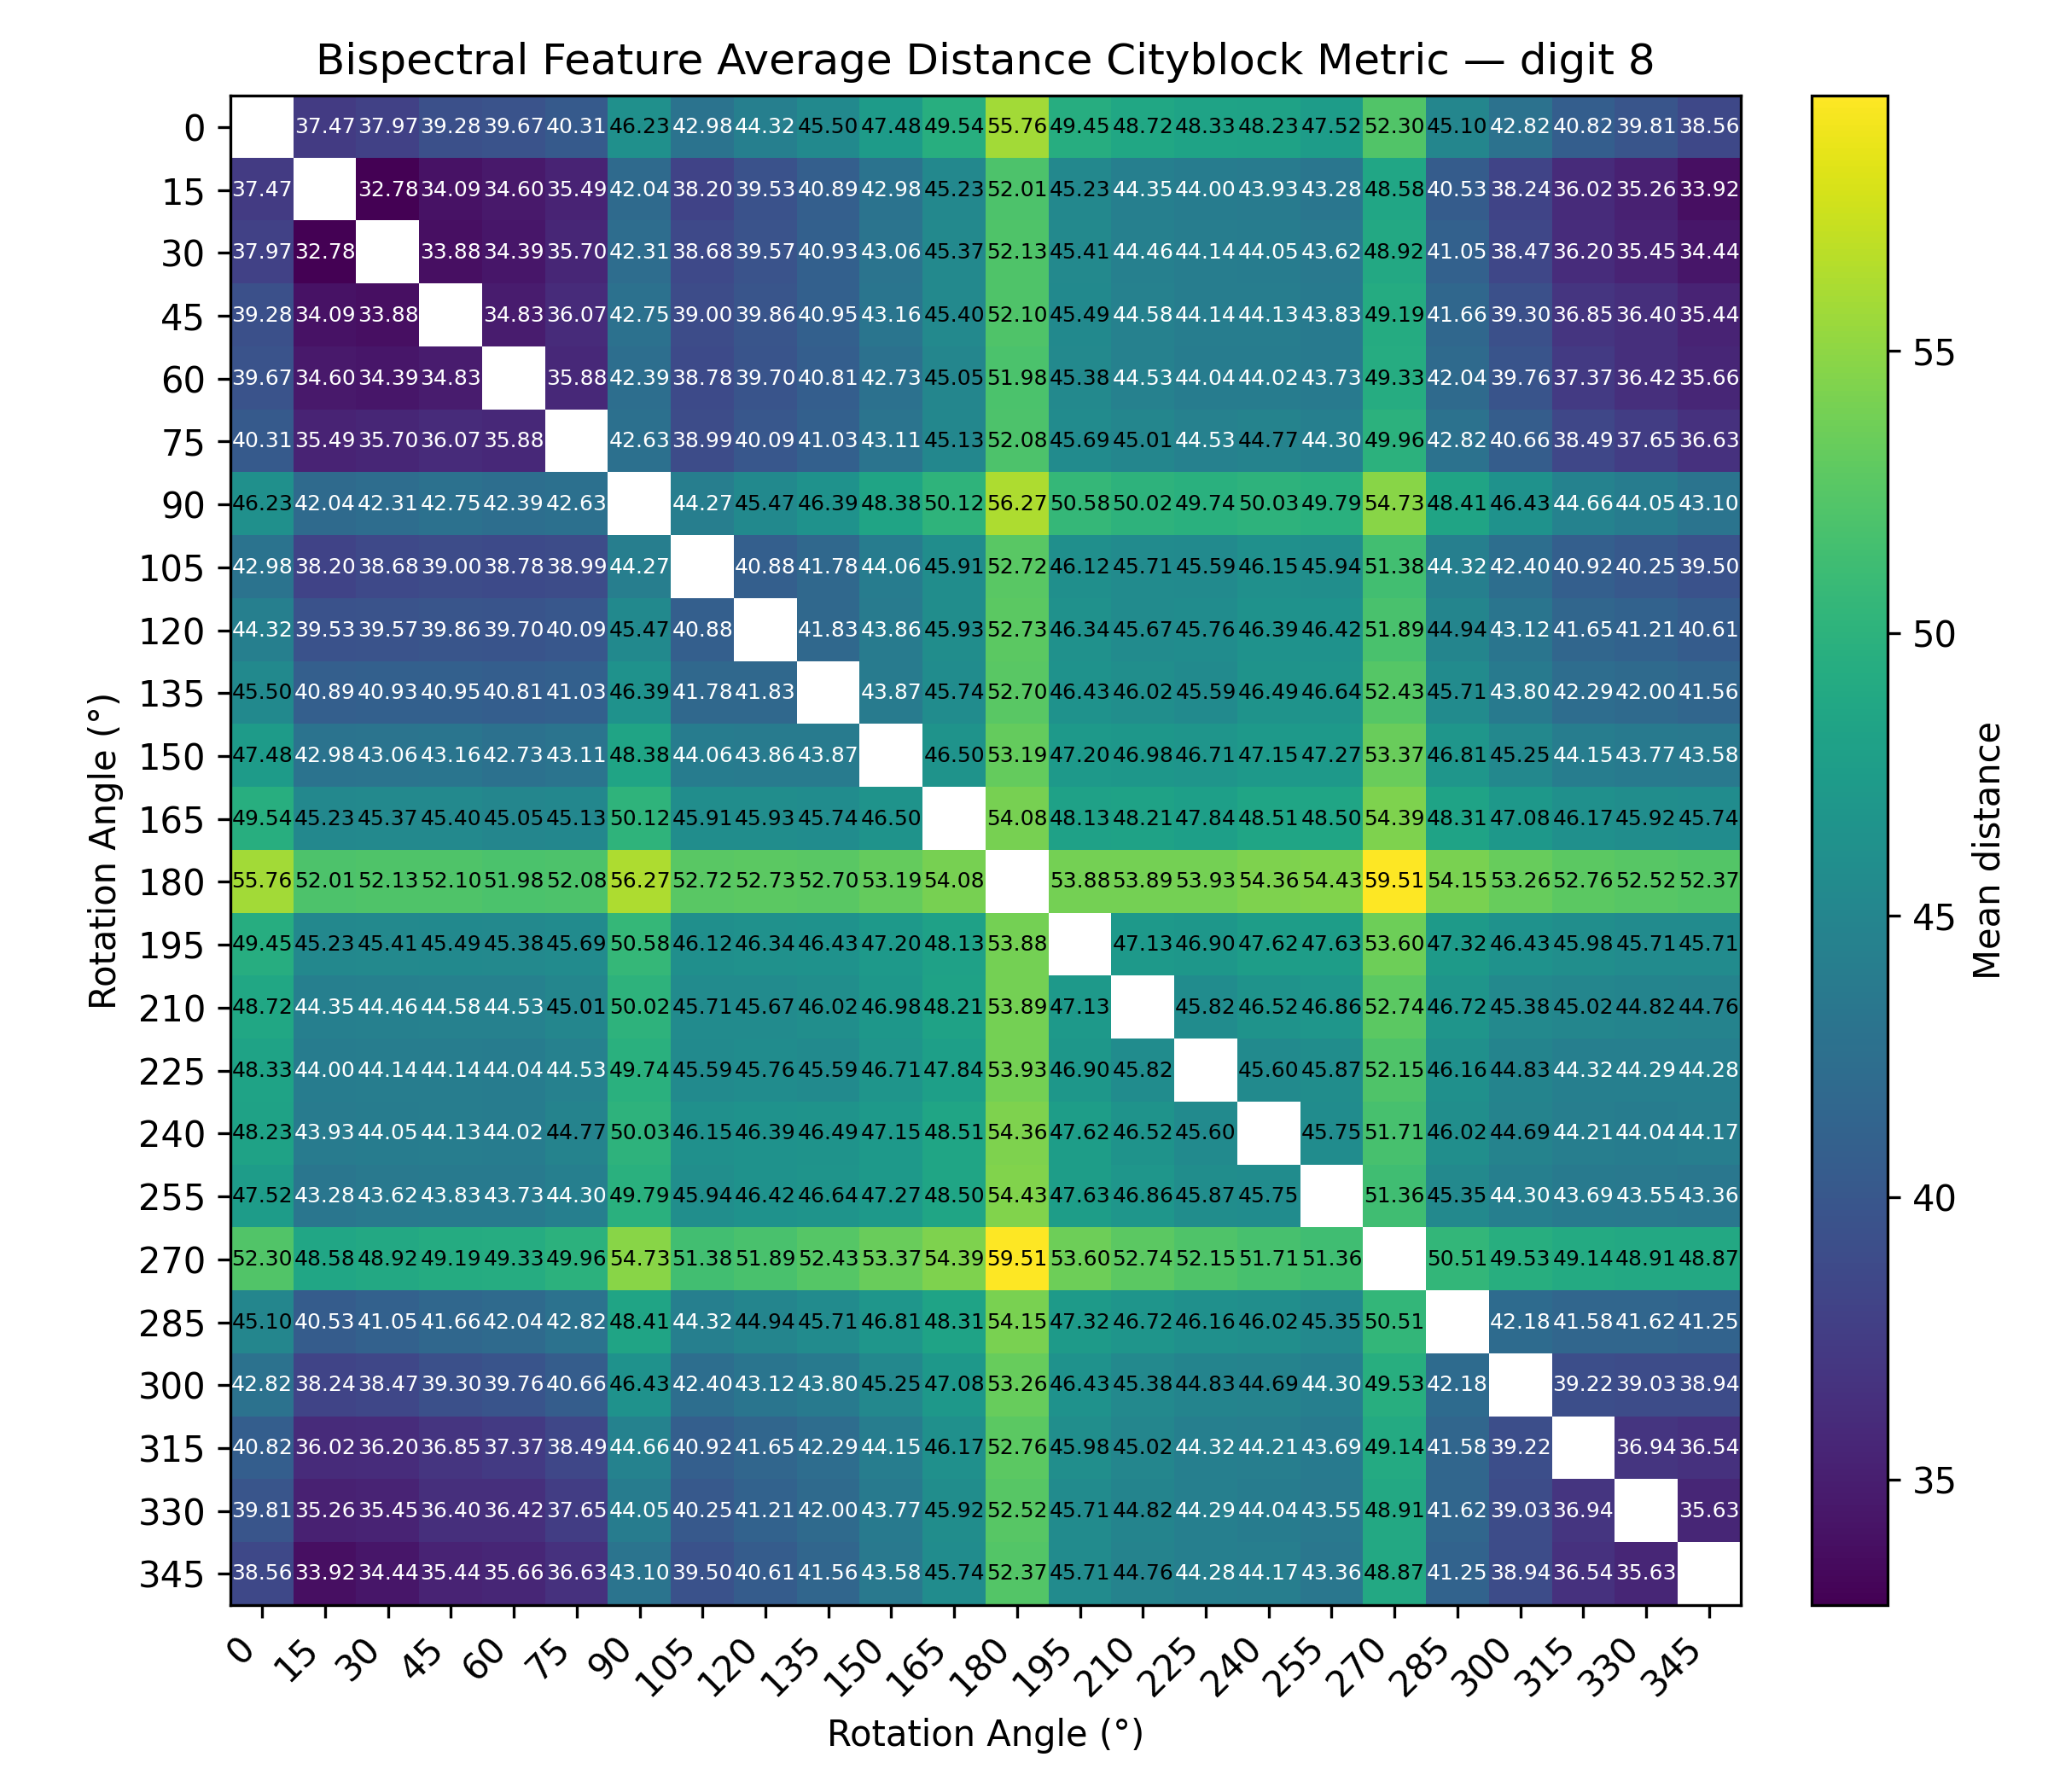 Bispectral Feature Average Distance Cityblock Metric — digit 8
0 37.47 37.97 39.28 39.67 40.31 46.23 42.98 44.32 45.50 47.48 49.54 55.76 49.45 48.72 48.33 48.23 47.52 52.30 45.10 42.82 40.82 39.81 38.56
15 37.47 32.78 34.09 34.60 35.49 42.04 38.20 39.53 40.89 42.98 45.23 52.01 45.23 44.35 44.00 43.93 43.28 48.58 40.53 38.24 36.02 35.26 33.92
30 37.97 32.78 33.88 34.39 35.70 42.31 38.68 39.57 40.93 43.06 45.37 52.13 45.41 44.46 44.14 44.05 43.62 48.92 41.05 38.47 36.20 35.45 34.44
45 39.28 34.09 33.88 34.83 36.07 42.75 39.00 39.86 40.95 43.16 45.40 52.10 45.49 44.58 44.14 44.13 43.83 49.19 41.66 39.30 36.85 36.40 35.44
60 39.67 34.60 34.39 34.83 35.88 42.39 38.78 39.70 40.81 42.73 45.05 51.98 45.38 44.53 44.04 44.02 43.73 49.33 42.04 39.76 37.37 36.42 35.66
75 40.31 35.49 35.70 36.07 35.88 42.63 38.99 40.09 41.03 43.11 45.13 52.08 45.69 45.01 44.53 44.77 44.30 49.96 42.82 40.66 38.49 37.65 36.63
90 46.23 42.04 42.31 42.75 42.39 42.63 44.27 45.47 46.39 48.38 50.12 56.27 50.58 50.02 49.74 50.03 49.79 54.73 48.41 46.43 44.66 44.05 43.10
105 42.98 38.20 38.68 39.00 38.78 38.99 44.27 40.88 41.78 44.06 45.91 52.72 46.12 45.71 45.59 46.15 45.94 51.38 44.32 42.40 40.92 40.25 39.50
120 44.32 39.53 39.57 39.86 39.70 40.09 45.47 40.88 41.83 43.86 45.93 52.73 46.34 45.67 45.76 46.39 46.42 51.89 44.94 43.12 41.65 41.21 40.61
135 45.50 40.89 40.93 40.95 40.81 41.03 46.39 41.78 41.83 43.87 45.74 52.70 46.43 46.02 45.59 46.49 46.64 52.43 45.71 43.80 42.29 42.00 41.56
150 47.48 42.98 43.06 43.16 42.73 43.11 48.38 44.06 43.86 43.87 46.50 53.19 47.20 46.98 46.71 47.15 47.27 53.37 46.81 45.25 44.15 43.77 43.58
165 49.54 45.23 45.37 45.40 45.05 45.13 50.12 45.91 45.93 45.74 46.50 54.08 48.13 48.21 47.84 48.51 48.50 54.39 48.31 47.08 46.17 45.92 45.74
180 55.76 52.01 52.13 52.10 51.98 52.08 56.27 52.72 52.73 52.70 53.19 54.08 53.88 53.89 53.93 54.36 54.43 59.51 54.15 53.26 52.76 52.52 52.37
195 49.45 45.23 45.41 45.49 45.38 45.69 50.58 46.12 46.34 46.43 47.20 48.13 53.88 47.13 46.90 47.62 47.63 53.60 47.32 46.43 45.98 45.71 45.71
210 48.72 44.35 44.46 44.58 44.53 45.01 50.02 45.71 45.67 46.02 46.98 48.21 53.89 47.13 45.82 46.52 46.86 52.74 46.72 45.38 45.02 44.82 44.76
225 48.33 44.00 44.14 44.14 44.04 44.53 49.74 45.59 45.76 45.59 46.71 47.84 53.93 46.90 45.82 45.60 45.87 52.15 46.16 44.83 44.32 44.29 44.28
240 48.23 43.93 44.05 44.13 44.02 44.77 50.03 46.15 46.39 46.49 47.15 48.51 54.36 47.62 46.52 45.60 45.75 51.71 46.02 44.69 44.21 44.04 44.17
255 47.52 43.28 43.62 43.83 43.73 44.30 49.79 45.94 46.42 46.64 47.27 48.50 54.43 47.63 46.86 45.87 45.75 51.36 45.35 44.30 43.69 43.55 43.36
270 52.30 48.58 48.92 49.19 49.33 49.96 54.73 51.38 51.89 52.43 53.37 54.39 59.51 53.60 52.74 52.15 51.71 51.36 50.51 49.53 49.14 48.91 48.87
285 45.10 40.53 41.05 41.66 42.04 42.82 48.41 44.32 44.94 45.71 46.81 48.31 54.15 47.32 46.72 46.16 46.02 45.35 50.51 42.18 41.58 41.62 41.25
300 42.82 38.24 38.47 39.30 39.76 40.66 46.43 42.40 43.12 43.80 45.25 47.08 53.26 46.43 45.38 44.83 44.69 44.30 49.53 42.18 39.22 39.03 38.94
315 40.82 36.02 36.20 36.85 37.37 38.49 44.66 40.92 41.65 42.29 44.15 46.17 52.76 45.98 45.02 44.32 44.21 43.69 49.14 41.58 39.22 36.94 36.54
330 39.81 35.26 35.45 36.40 36.42 37.65 44.05 40.25 41.21 42.00 43.77 45.92 52.52 45.71 44.82 44.29 44.04 43.55 48.91 41.62 39.03 36.94 35.63
345 38.56 33.92 34.44 35.44 35.66 36.63 43.10 39.50 40.61 41.56 43.58 45.74 52.37 45.71 44.76 44.28 44.17 43.36 48.87 41.25 38.94 36.54 35.63
0 15 30 45 60 75 90 105 120 135 150 165 180 195 210 225 240 255 270 285 300 315 330 345
Rotation Angle (°)
Rotation Angle (°)
55
50
45
40
35
Mean distance